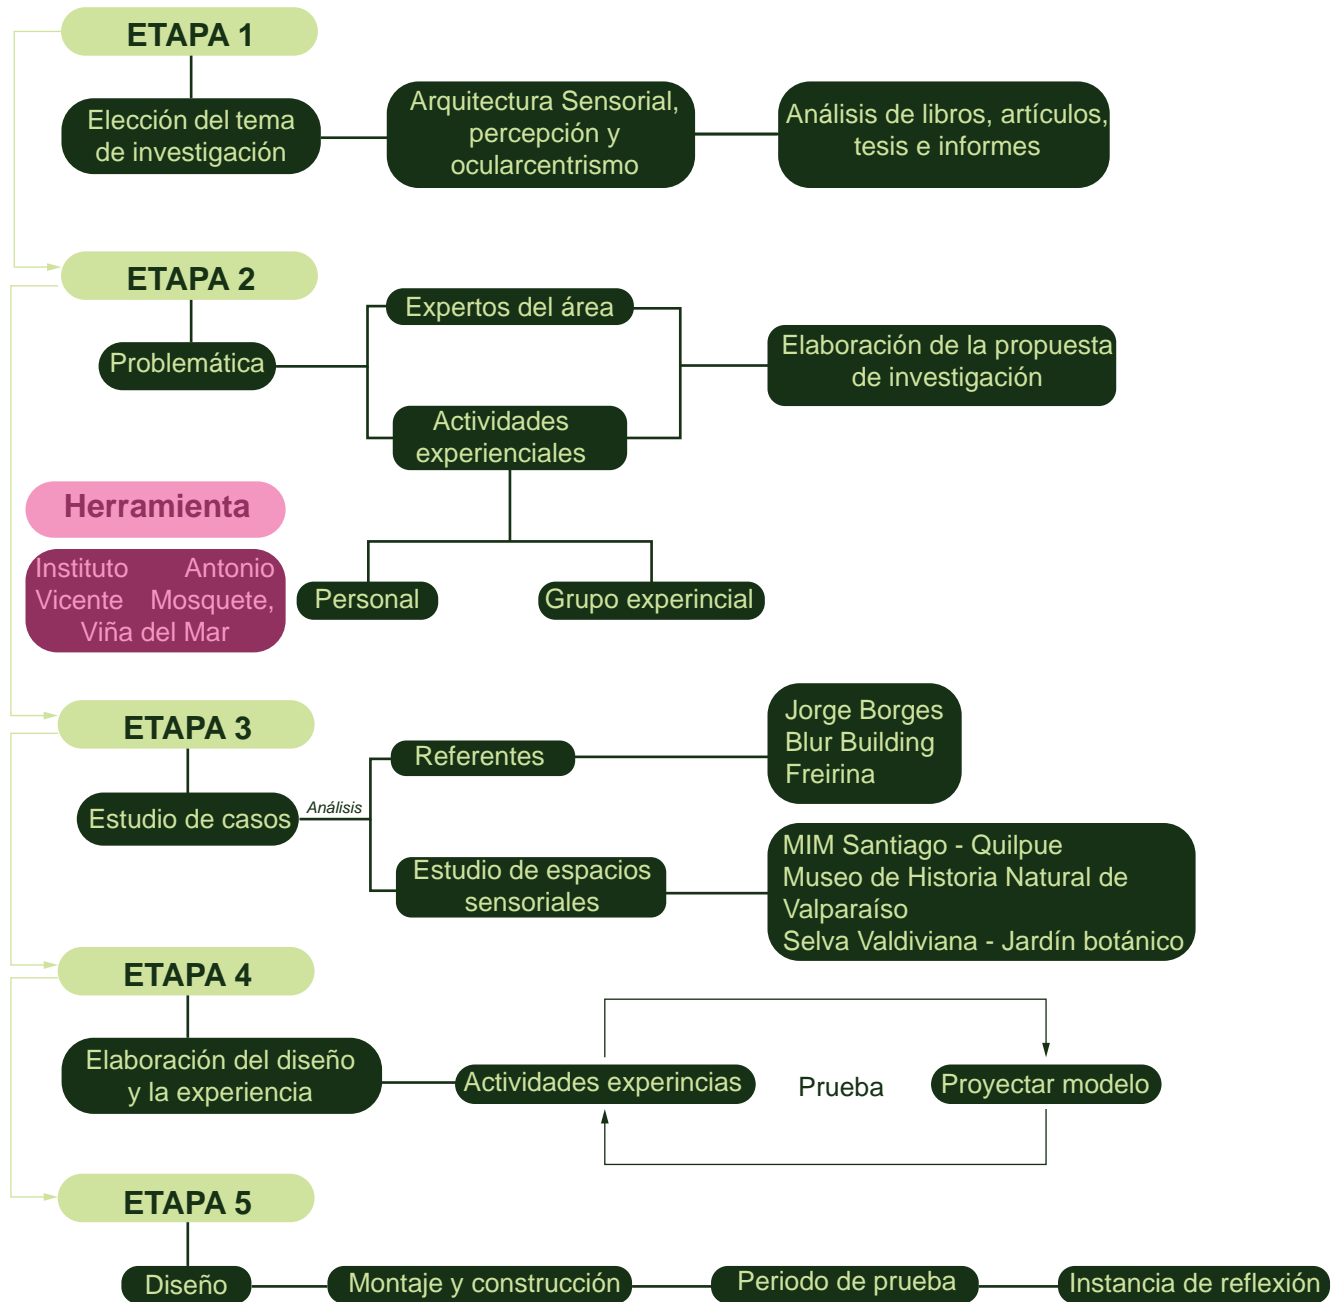 ETAPA 1
Elección del tema
de investigación
Arquitectura Sensorial,
percepción y
ocularcentrismo
Análisis de libros, artículos,
tesis e informes
ETAPA 2
Problemática
Expertos del área
Actividades
experienciales
Elaboración de la propuesta
de investigación
Personal
Grupo experincial
Herramienta
Instituto Antonio
Vicente Mosquete,
Viña del Mar
ETAPA 3
Estudio de casos
Análisis
Referentes
Jorge Borges
Blur Building
Freirina
Estudio de espacios
sensoriales
MIM Santiago - Quilpue
Museo de Historia Natural de
Valparaíso
Selva Valdiviana - Jardín botánico
ETAPA 4
Elaboración del diseño
y la experiencia
Actividades experincias
Prueba
Proyectar modelo
ETAPA 5
Diseño
Montaje y construcción
Periodo de prueba
Instancia de reflexión